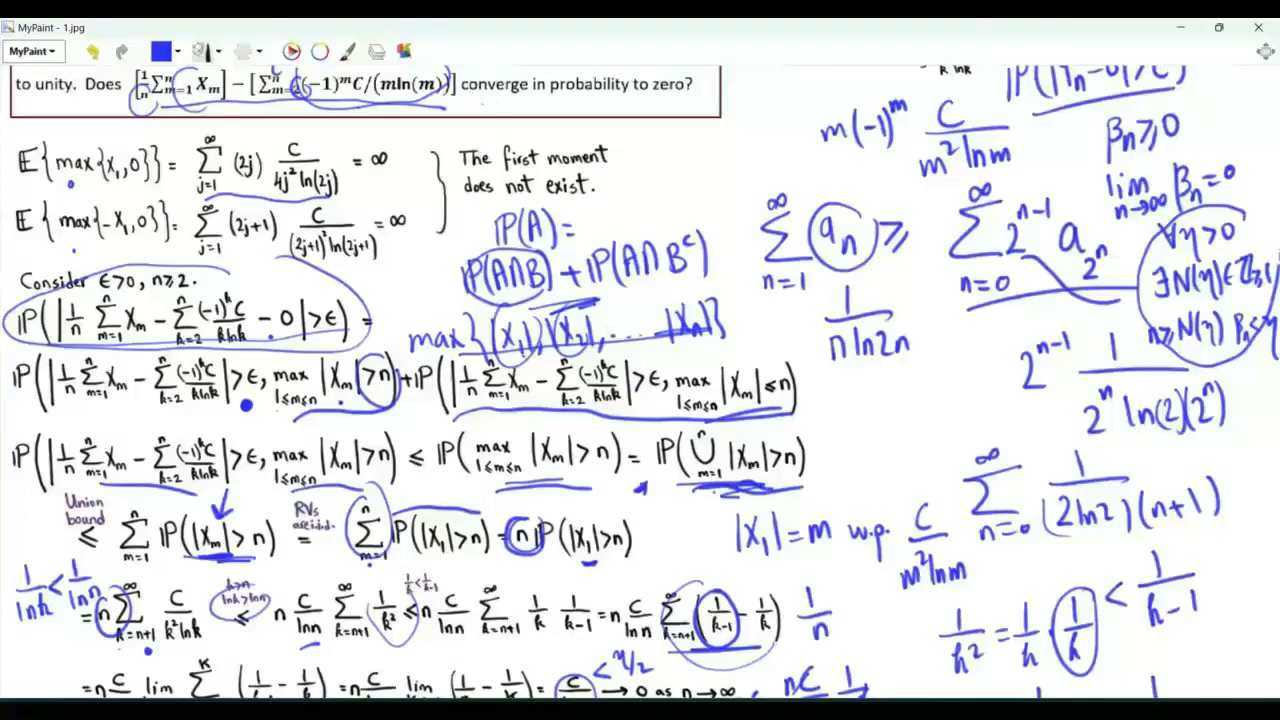 MyPaint - 1.jpg
MyPaint
to unity. Does [1/n ∑_{m=1}^{n} X_m] − [∑_{m=2}^{n} (−1)^m C/(m ln(m))] converge in probability to zero?
E{max{X_1,0}} = ∑_{j=1}^{∞} (2j) C/(4j² ln(2j)) = ∞
E{max{-X_1,0}} = ∑_{j=1}^{∞} (2j+1) C/((2j+1)² ln(2j+1)) = ∞
The first moment
does not exist.
Consider ϵ>0, n≥2.
P(|1/n ∑_{m=1}^{n} X_m − ∑_{k=2}^{n} (-1)^k C/(k ln k) − 0| > ϵ) =
P(|1/n ∑_{m=1}^{n} X_m − ∑_{k=2}^{n} (-1)^k C/(k ln k)| > ϵ, max_{1≤m≤n} |X_m| > n) + P(|1/n ∑_{m=1}^{n} X_m − ∑_{k=2}^{n} (-1)^k C/(k ln k)| > ϵ, max_{1≤m≤n} |X_m| ≤ n)
P(|1/n ∑_{m=1}^{n} X_m − ∑_{k=2}^{n} (-1)^k C/(k ln k)| > ϵ, max_{1≤m≤n} |X_m| > n) ≤ P(max_{1≤m≤n} |X_m| > n) = P(⋃_{m=1}^{n} |X_m| > n)
Union
bound
≤ ∑_{m=1}^{n} P(|X_m| > n)
RVs
are i.i.d.
= ∑_{m=1}^{n} P(|X_1| > n) = n P(|X_1| > n)
1/ln k < 1/ln n
= n ∑_{k=n+1}^{∞} C/(k² ln k)
k>n
ln k > ln n
≤ n C/ln n ∑_{k=n+1}^{∞} 1/k²
1/k < 1/(k-1)
≤ n C/ln n ∑_{k=n+1}^{∞} 1/k 1/(k-1) = n C/ln n ∑_{k=n+1}^{∞} (1/(k-1) − 1/k)
1/n
< η/2
→ 0 as n→∞
P(A) =
P(A∩B) + P(A∩B^c)
max{|X_1|, |X_2|, ... |X_n|}
m(-1)^m C/(m² ln m)
β_n ≥ 0
lim_{n→∞} β_n = 0
∀η>0
n ≥ N(η)
∑_{n=1}^{∞} a_n ≥ ∑_{n=0}^{∞} 2^{n-1} a_{2^n}
1/(n ln 2n)
2^{n-1} 1/(2^n ln(2)(2^n))
∑_{n=0}^{∞} 1/((2 ln 2)(n+1))
|X_1| = m w.p. C/(m² ln m)
1/k² = 1/k · 1/k < 1/(k-1)